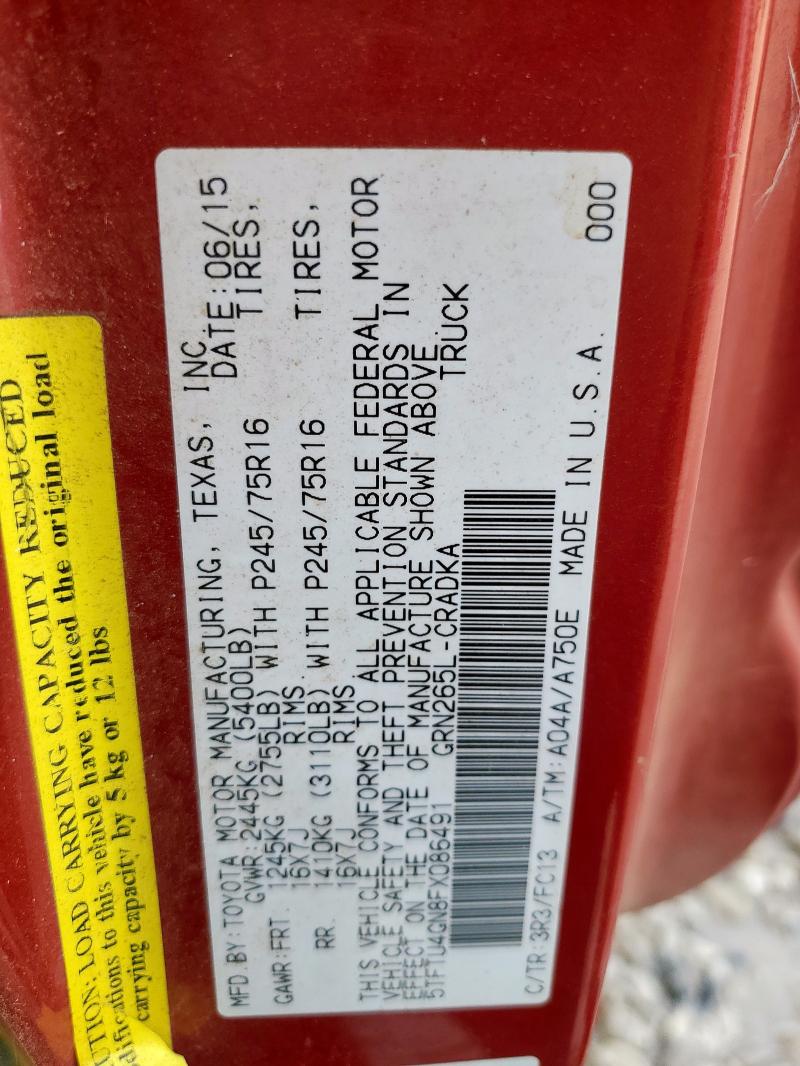 CAUTION: LOAD CARRYING CAPACITY REDUCED
difications to this vehicle have reduced the original load
carrying capacity by 5 kg or 12 lbs
MFD.BY:TOYOTA MOTOR MANUFACTURING, TEXAS, INC.
GVWR:2445KG (5400LB) DATE:06/15
GAWR:FRT. 1245KG (2755LB) WITH P245/75R16 TIRES,
16X7J RIMS
RR. 1410KG (3110LB) WITH P245/75R16 TIRES,
16X7J RIMS.
THIS VEHICLE CONFORMS TO ALL APPLICABLE FEDERAL MOTOR
VEHICLE SAFETY AND THEFT PREVENTION STANDARDS IN
EFFECT ON THE DATE OF MANUFACTURE SHOWN ABOVE.
5TFTU4GN8FX086491 GRN265L-CRADKA TRUCK
C/TR:3R3/FC13 A/TM:A04A/A750E MADE IN U.S.A. 000